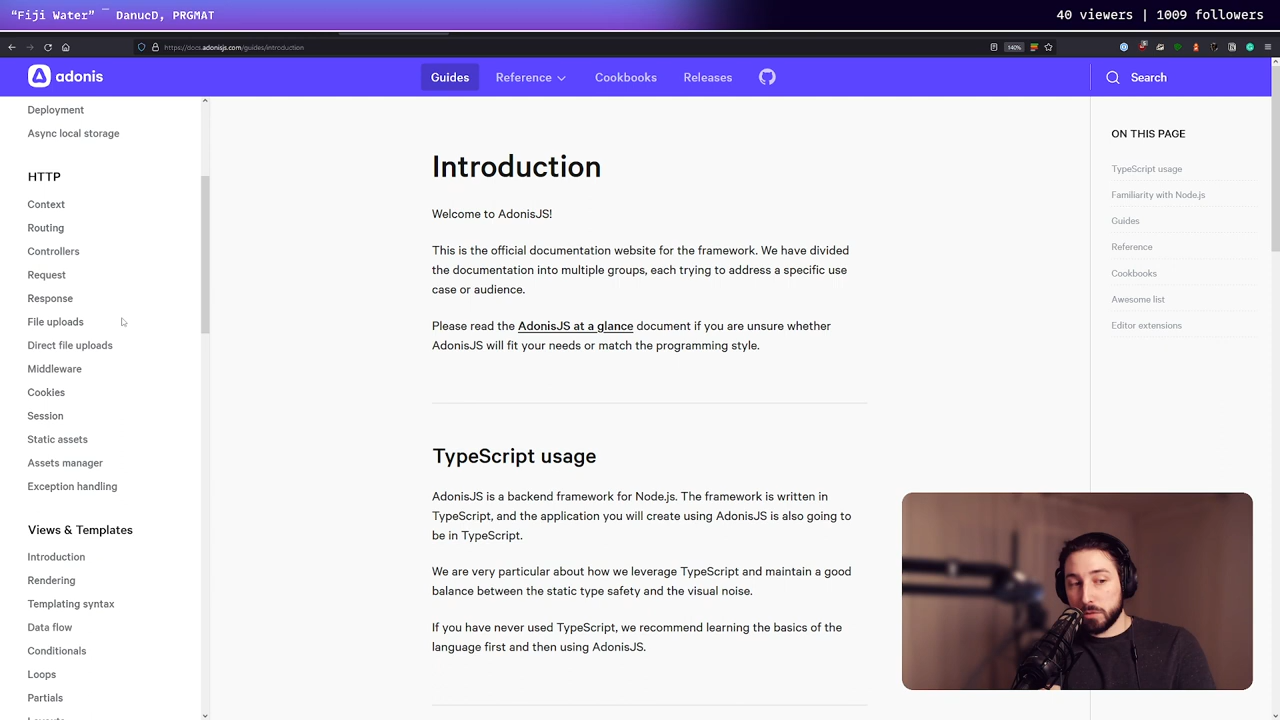 “Fiji Water” ¯ DanucD, PRGMAT
40 viewers | 1009 followers
https://docs.adonisjs.com/guides/introduction
140%
adonis
Guides
Reference
Cookbooks
Releases
Search
Deployment
Async local storage
HTTP
Context
Routing
Controllers
Request
Response
File uploads
Direct file uploads
Middleware
Cookies
Session
Static assets
Assets manager
Exception handling
Views & Templates
Introduction
Rendering
Templating syntax
Data flow
Conditionals
Loops
Partials
Introduction
Welcome to AdonisJS!
This is the official documentation website for the framework. We have divided
the documentation into multiple groups, each trying to address a specific use
case or audience.
Please read the AdonisJS at a glance document if you are unsure whether
AdonisJS will fit your needs or match the programming style.
TypeScript usage
AdonisJS is a backend framework for Node.js. The framework is written in
TypeScript, and the application you will create using AdonisJS is also going to
be in TypeScript.
We are very particular about how we leverage TypeScript and maintain a good
balance between the static type safety and the visual noise.
If you have never used TypeScript, we recommend learning the basics of the
language first and then using AdonisJS.
ON THIS PAGE
TypeScript usage
Familiarity with Node.js
Guides
Reference
Cookbooks
Awesome list
Editor extensions